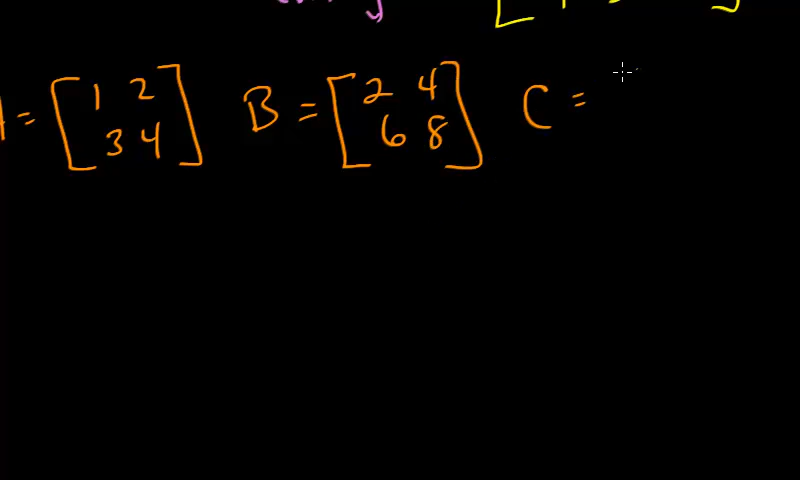 = [1 2 B = [2 4 C =
3 4] 6 8]